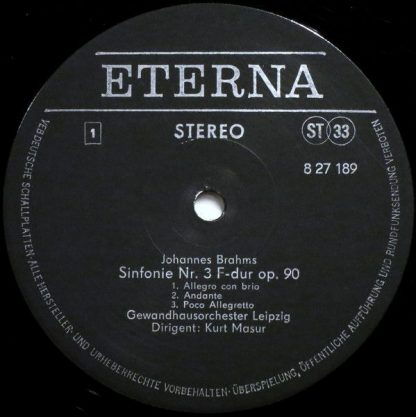 ETERNA
1
STEREO
ST 33
8 27 189
Johannes Brahms
Sinfonie Nr. 3 F-dur op. 90
1. Allegro con brio
2. Andante
3. Poco Allegretto
Gewandhausorchester Leipzig
Dirigent: Kurt Masur
VEB DEUTSCHE SCHALLPLATTEN · ALLE HERSTELLER- UND URHEBERRECHTE VORBEHALTEN · ÜBERSPIELUNG, ÖFFENTLICHE AUFFÜHRUNG UND RUNDFUNKSENDUNG VERBOTEN